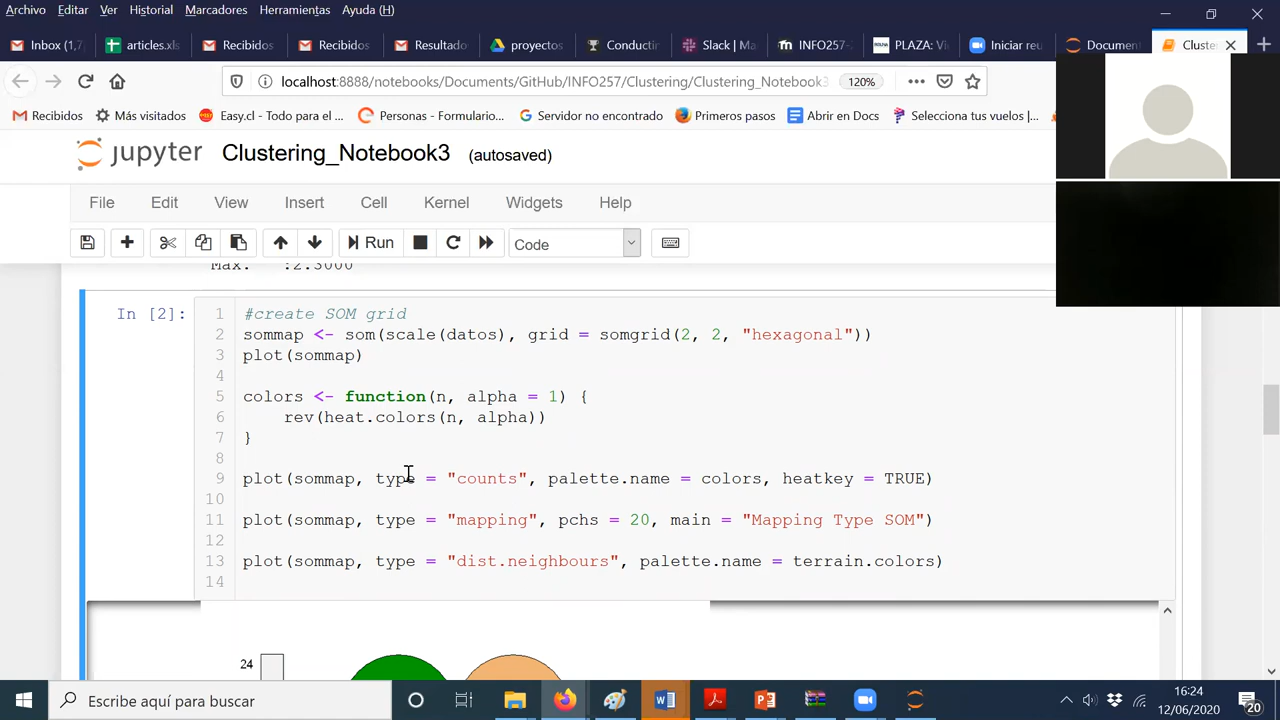 Archivo Editar Ver Historial Marcadores Herramientas Ayuda (H)
Inbox (1,7 articles.xls Recibidos Recibidos Resultado proyectos Conductin Slack | Ma INFO257- PLAZA: Vi Iniciar reu Documen Cluste
localhost:8888/notebooks/Documents/GitHub/INFO257/Clustering/Clustering_Notebook3 120%
Recibidos Más visitados Easy.cl - Todo para el ... Personas - Formulario... Servidor no encontrado Primeros pasos Abrir en Docs Selecciona tus vuelos | ...
jupyter Clustering_Notebook3 (autosaved)
File Edit View Insert Cell Kernel Widgets Help
Run Code
Max. :2.3000
In [2]:
1 #create SOM grid
2 sommap <- som(scale(datos), grid = somgrid(2, 2, "hexagonal"))
3 plot(sommap)
4
5 colors <- function(n, alpha = 1) {
6 rev(heat.colors(n, alpha))
7 }
8
9 plot(sommap, type = "counts", palette.name = colors, heatkey = TRUE)
10
11 plot(sommap, type = "mapping", pchs = 20, main = "Mapping Type SOM")
12
13 plot(sommap, type = "dist.neighbours", palette.name = terrain.colors)
14
24
Escribe aquí para buscar
16:24
12/06/2020
20